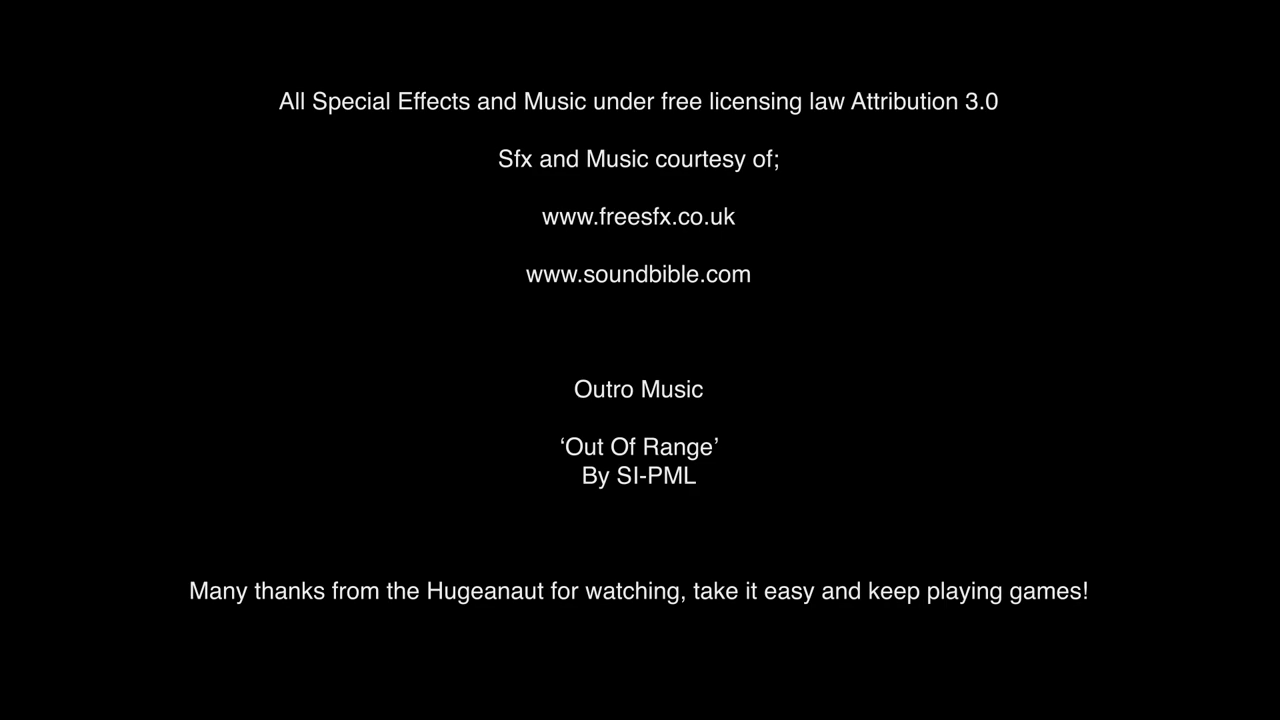 All Special Effects and Music under free licensing law Attribution 3.0
Sfx and Music courtesy of;
www.freesfx.co.uk
www.soundbible.com
Outro Music
‘Out Of Range’
By SI-PML
Many thanks from the Hugeanaut for watching, take it easy and keep playing games!